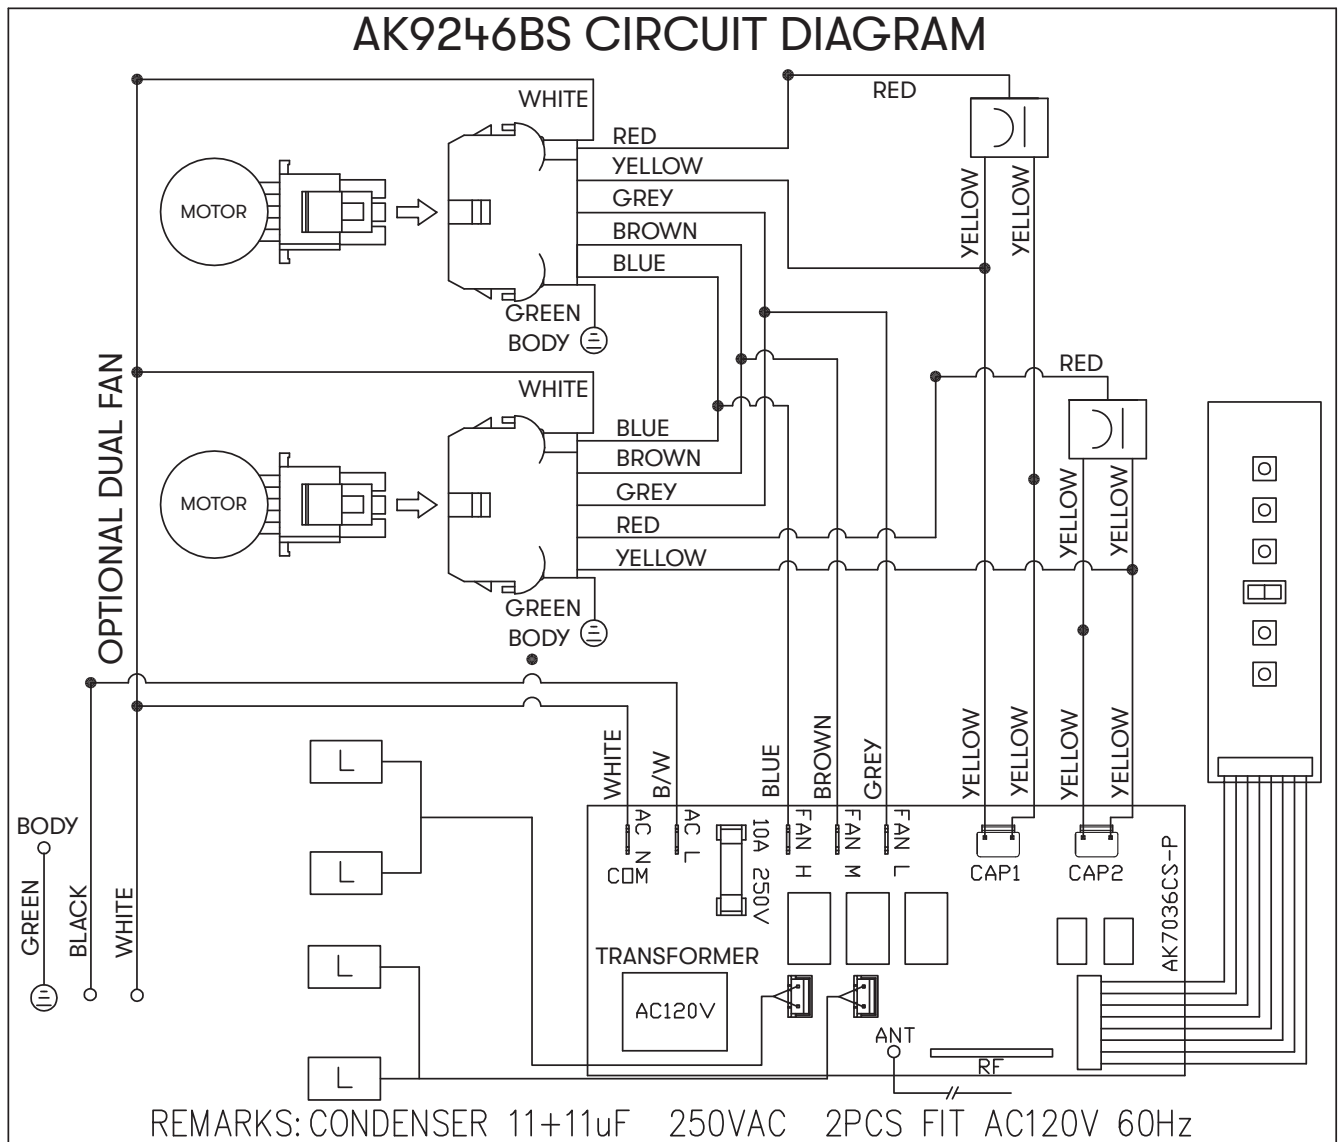 AK9246BS CIRCUIT DIAGRAM
WHITE
RED
RED
YELLOW
GREY
BROWN
BLUE
MOTOR
GREEN
BODY
YELLOW
YELLOW
OPTIONAL DUAL FAN
WHITE
RED
BLUE
BROWN
GREY
RED
YELLOW
MOTOR
GREEN
BODY
YELLOW
YELLOW
WHITE
B/W
BLUE
BROWN
GREY
YELLOW
YELLOW
YELLOW
YELLOW
L
L
L
L
BODY
GREEN
BLACK
WHITE
AC N
COM
AC L
10A 250V
FAN H
FAN M
FAN L
CAP1
CAP2
AK7036CS-P
TRANSFORMER
AC120V
ANT
RF
REMARKS: CONDENSER 11+11uF 250VAC 2PCS FIT AC120V 60Hz